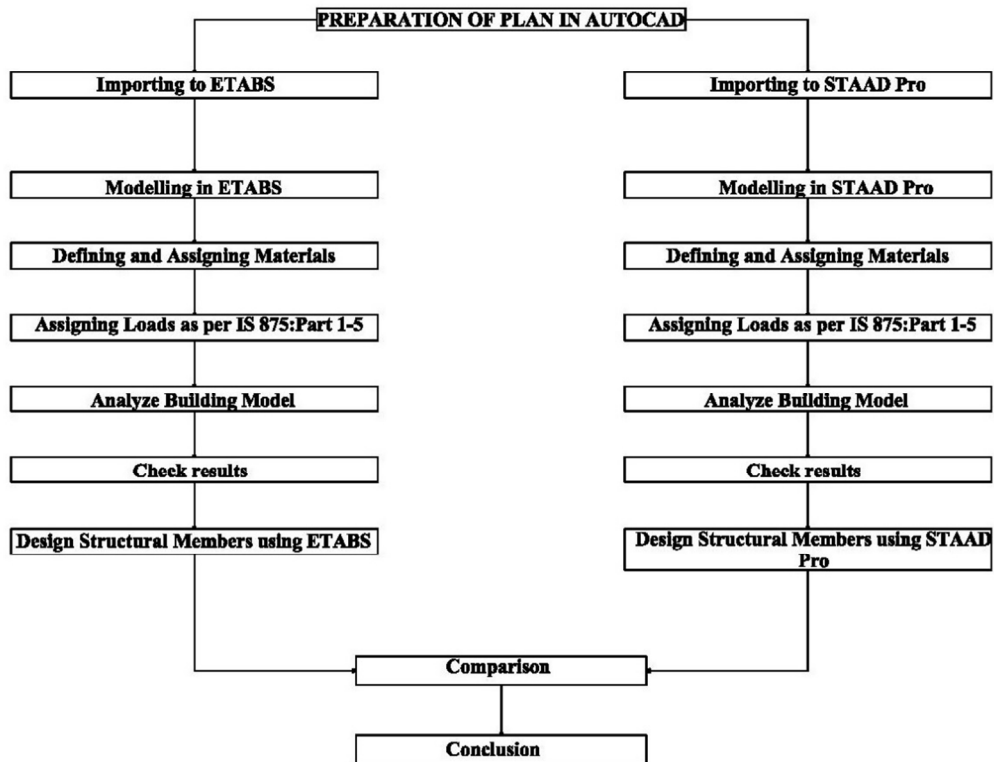 PREPARATION OF PLAN IN AUTOCAD
Importing to ETABS
Importing to STAAD Pro
Modelling in ETABS
Modelling in STAAD Pro
Defining and Assigning Materials
Defining and Assigning Materials
Assigning Loads as per IS 875:Part 1-5
Assigning Loads as per IS 875:Part 1-5
Analyze Building Model
Analyze Building Model
Check results
Check results
Design Structural Members using ETABS
Design Structural Members using STAAD
Pro
Comparison
Conclusion